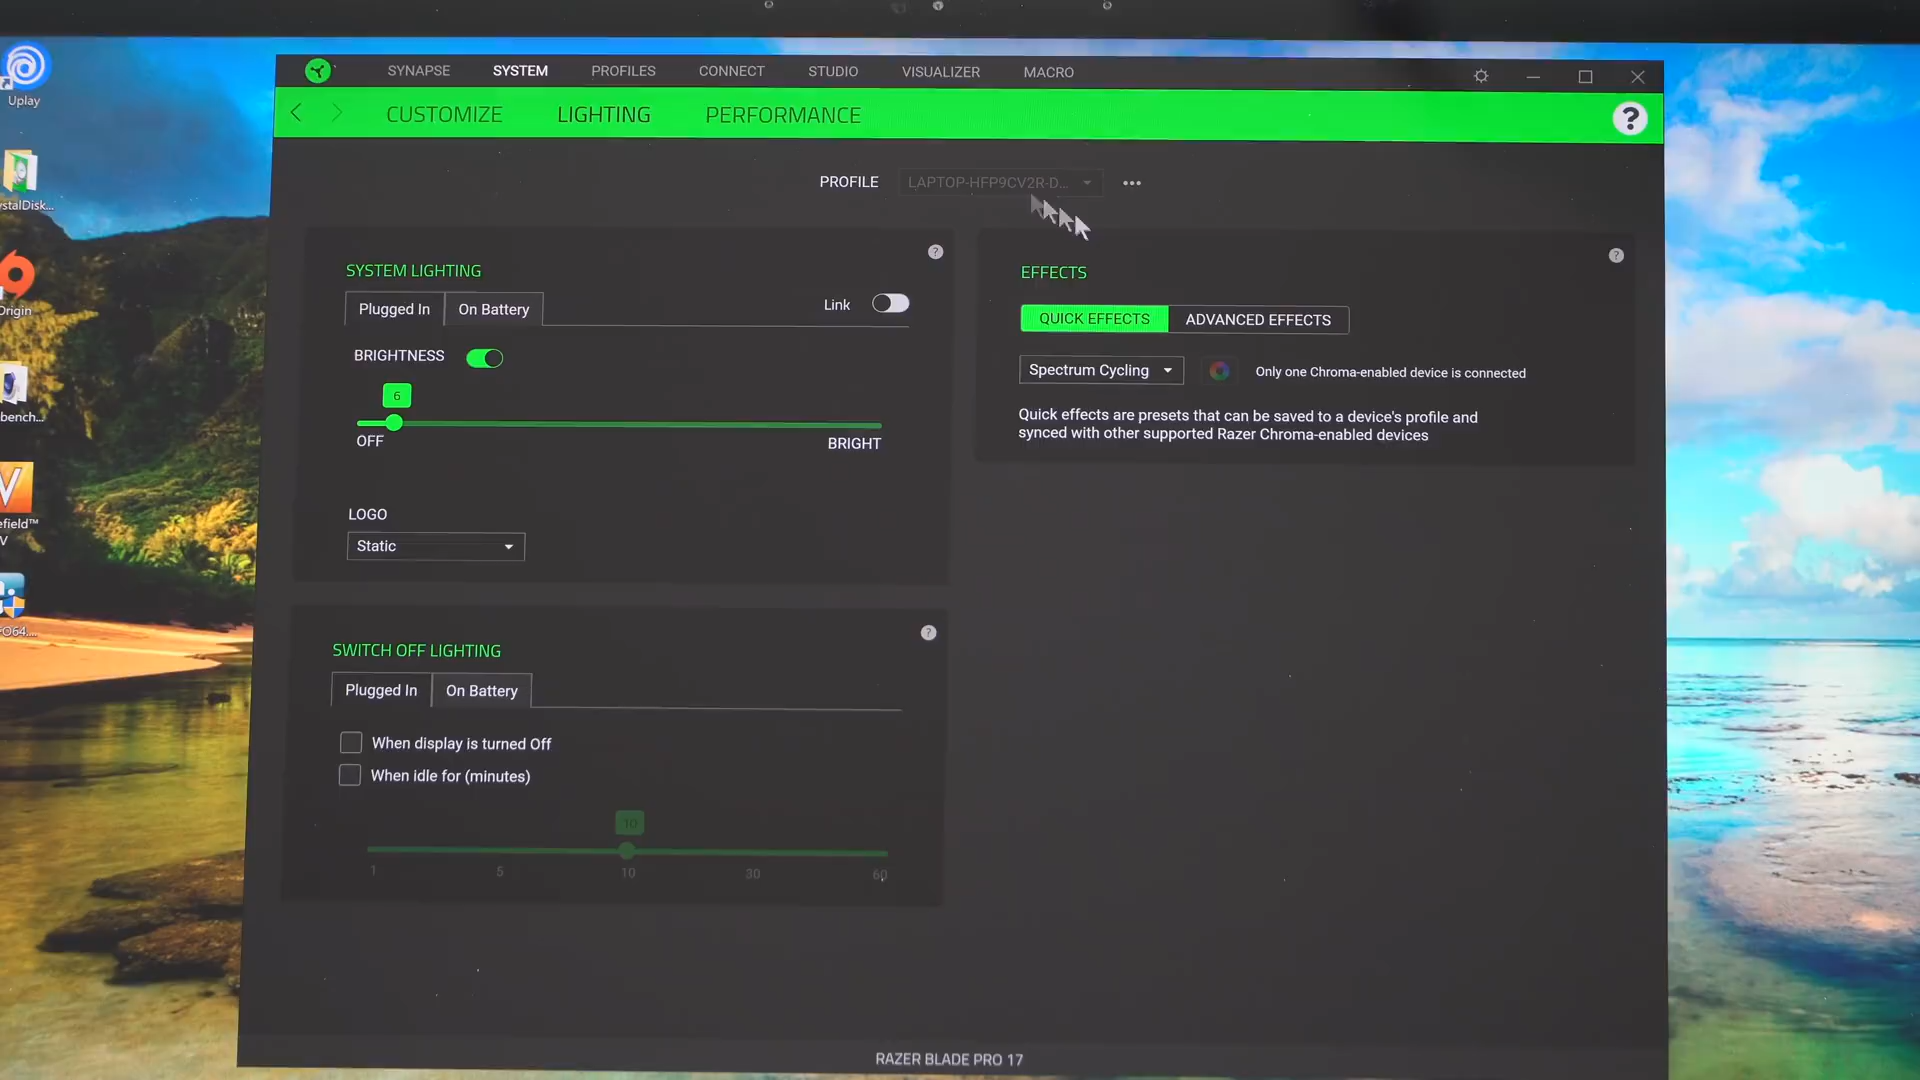 Uplay
SYNAPSE SYSTEM PROFILES CONNECT STUDIO VISUALIZER MACRO
CUSTOMIZE LIGHTING PERFORMANCE
?
PROFILE LAPTOP-HFP9CV2R-D... •••
stalDisk...
SYSTEM LIGHTING ?
Plugged In On Battery Link
BRIGHTNESS
6
OFF BRIGHT
LOGO
Static
EFFECTS ?
QUICK EFFECTS ADVANCED EFFECTS
Spectrum Cycling Only one Chroma-enabled device is connected
Quick effects are presets that can be saved to a device's profile and
synced with other supported Razer Chroma-enabled devices
Origin
bench...
efield™
V
FO64....
SWITCH OFF LIGHTING ?
Plugged In On Battery
When display is turned Off
When idle for (minutes)
10
1 5 10 30 60
RAZER BLADE PRO 17